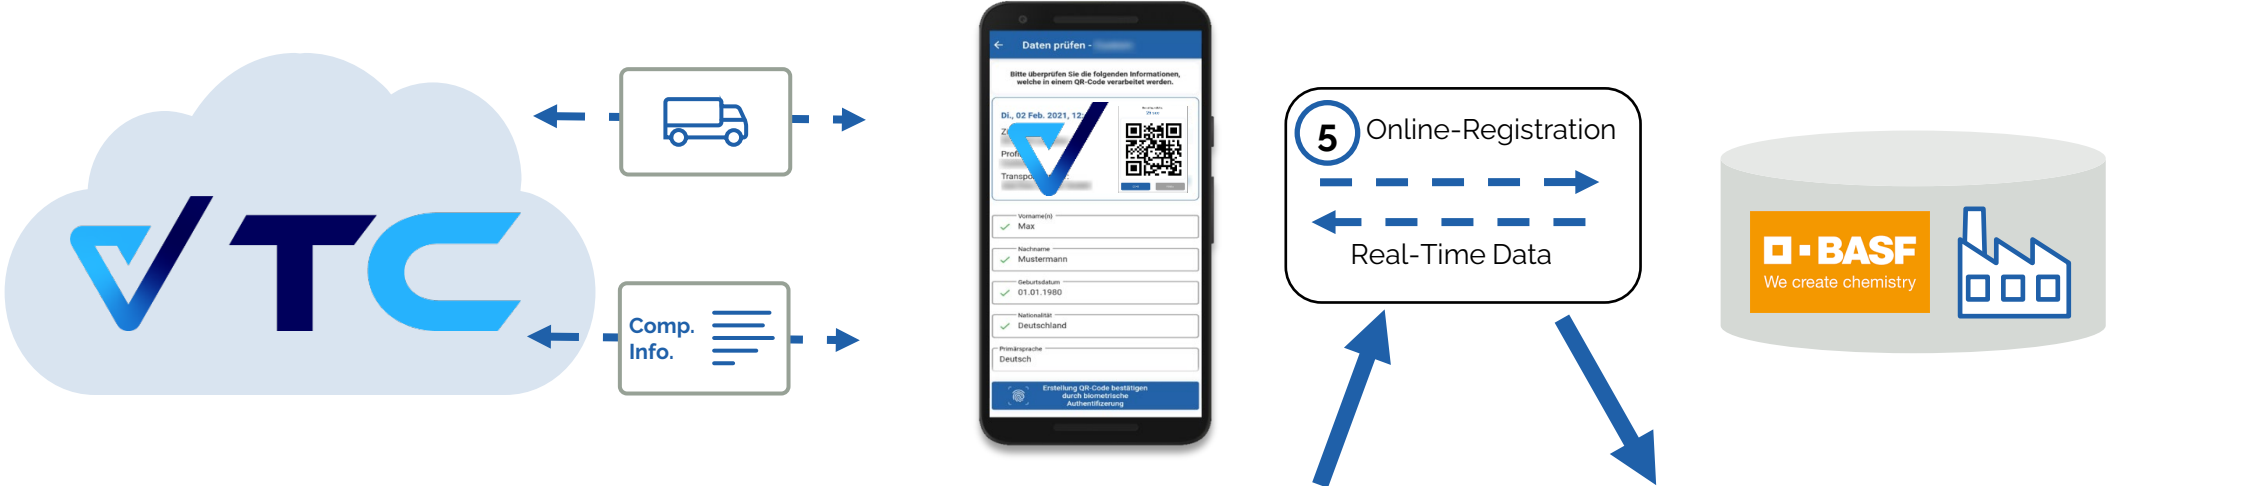 VTC
Comp.
Info.
Daten prüfen -
Bitte überprüfen Sie die folgenden Informationen,
welche in einem QR-Code verarbeitet werden.
Di., 02 Feb. 2021, 12:
Vorname(n)
Max
Nachname
Mustermann
Geburtsdatum
01.01.1980
Nationalität
Deutschland
Primärsprache
Deutsch
Erstellung QR-Code bestätigen
durch biometrische
Authentifizerung
5 Online-Registration
Real-Time Data
BASF
We create chemistry